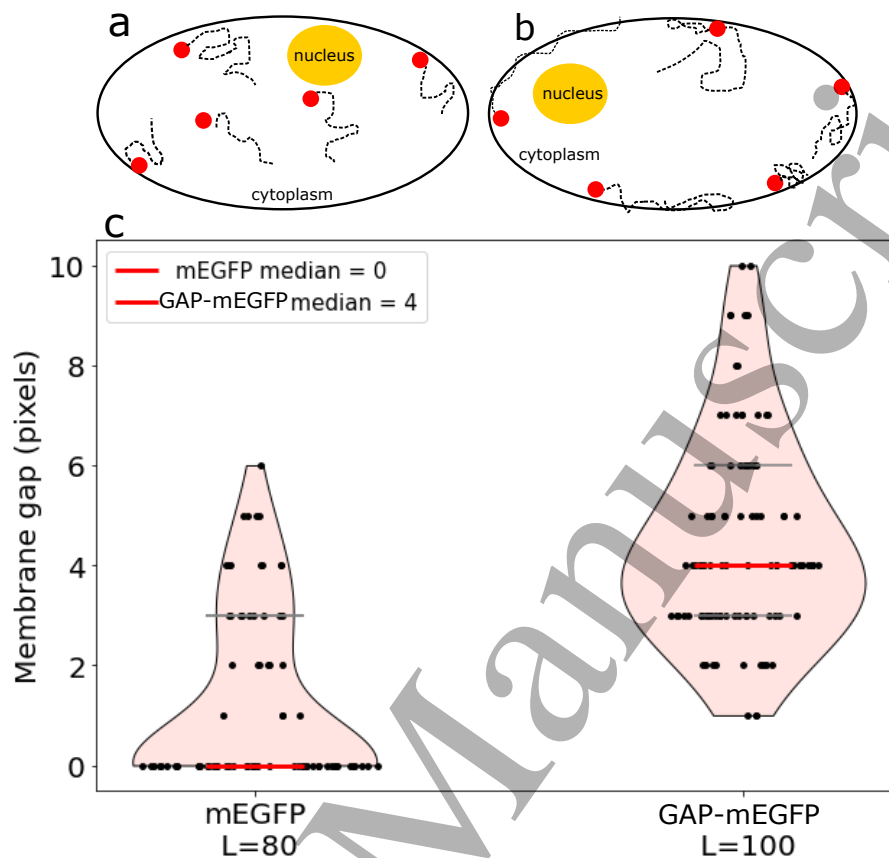 a
b
nucleus
nucleus
cytoplasm
cytoplasm
c
mEGFP median = 0
GAP-mEGFP median = 4
Membrane gap (pixels)
10
8
6
4
2
0
mEGFP
L=80
GAP-mEGFP
L=100
Manuscr